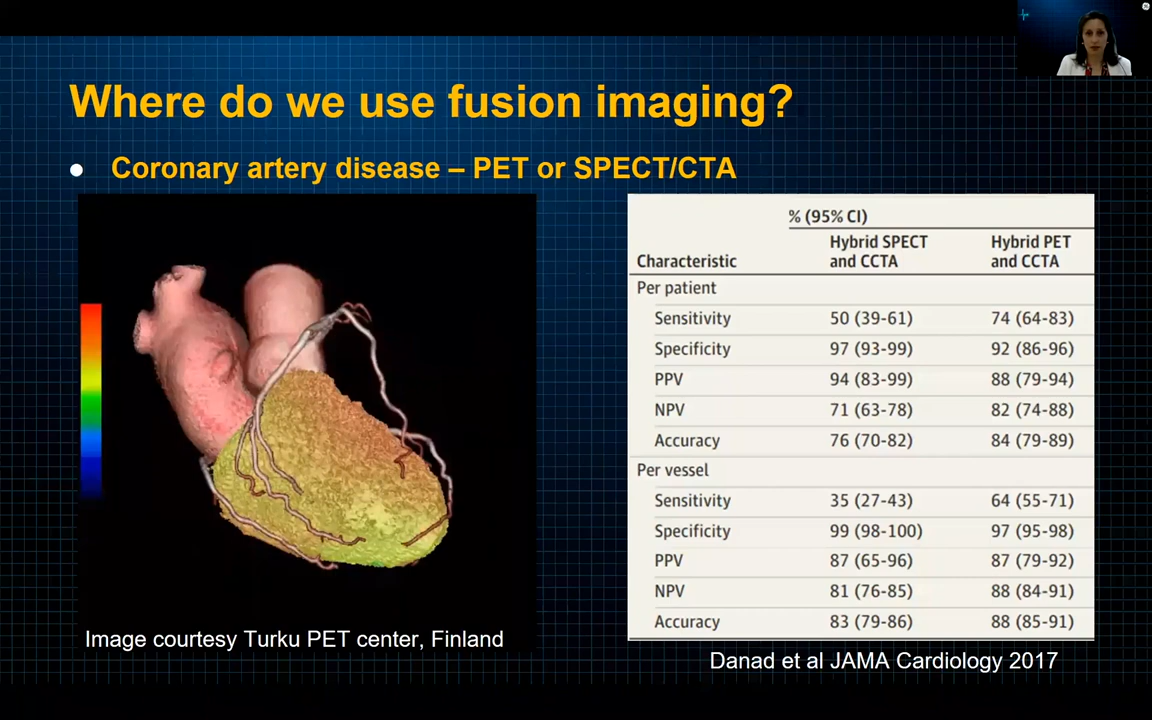 Where do we use fusion imaging?
● Coronary artery disease – PET or SPECT/CTA
% (95% CI)
Characteristic Hybrid SPECT and CCTA Hybrid PET and CCTA
Per patient
Sensitivity 50 (39-61) 74 (64-83)
Specificity 97 (93-99) 92 (86-96)
PPV 94 (83-99) 88 (79-94)
NPV 71 (63-78) 82 (74-88)
Accuracy 76 (70-82) 84 (79-89)
Per vessel
Sensitivity 35 (27-43) 64 (55-71)
Specificity 99 (98-100) 97 (95-98)
PPV 87 (65-96) 87 (79-92)
NPV 81 (76-85) 88 (84-91)
Accuracy 83 (79-86) 88 (85-91)
Image courtesy Turku PET center, Finland
Danad et al JAMA Cardiology 2017